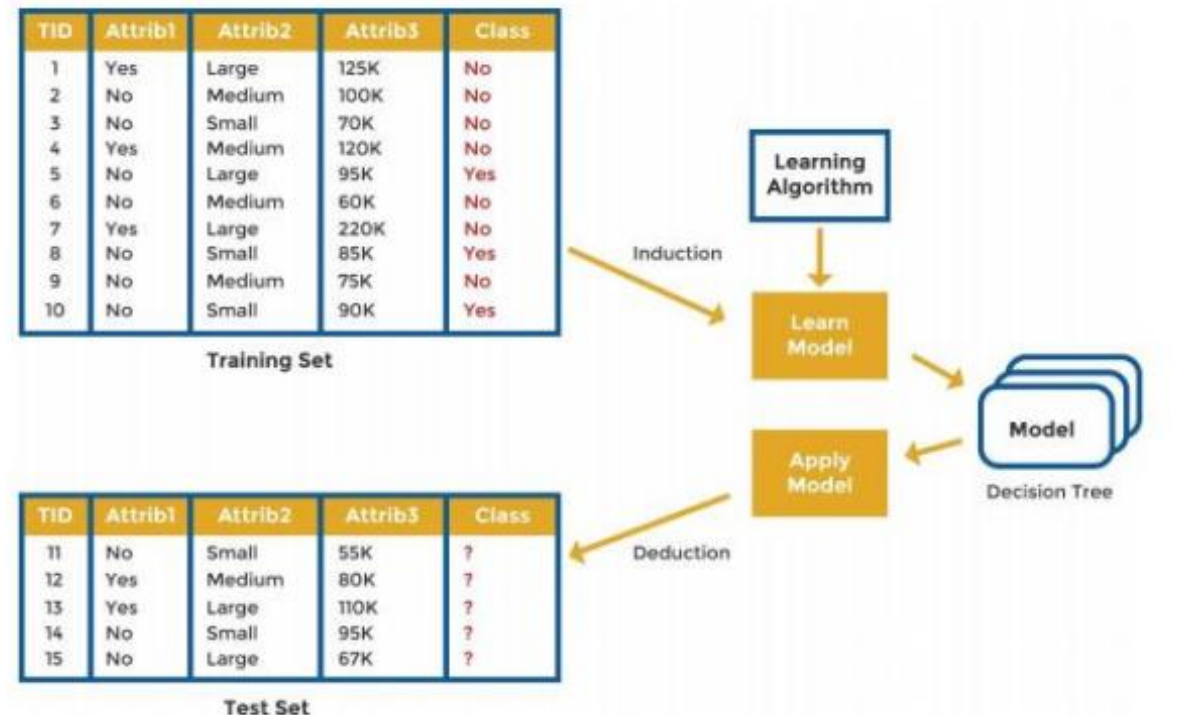 TID Attrib1 Attrib2 Attrib3 Class
1 Yes Large 125K No
2 No Medium 100K No
3 No Small 70K No
4 Yes Medium 120K No
5 No Large 95K Yes
6 No Medium 60K No
7 Yes Large 220K No
8 No Small 85K Yes
9 No Medium 75K No
10 No Small 90K Yes
Training Set
Learning
Algorithm
Induction
Learn
Model
Model
Decision Tree
Apply
Model
Deduction
TID Attrib1 Attrib2 Attrib3 Class
11 No Small 55K ?
12 Yes Medium 80K ?
13 Yes Large 110K ?
14 No Small 95K ?
15 No Large 67K ?
Test Set